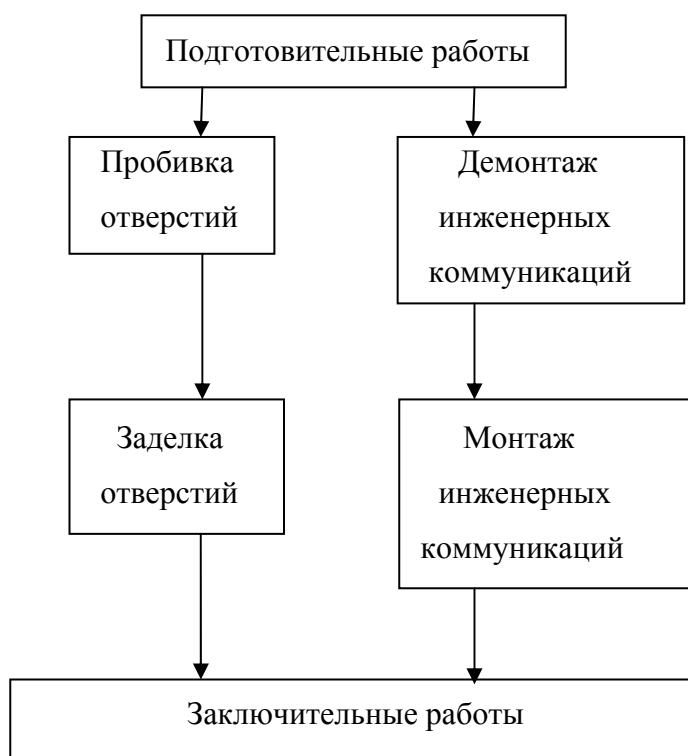 Подготовительные работы
Пробивка
отверстий
Демонтаж
инженерных
коммуникаций
Заделка
отверстий
Монтаж
инженерных
коммуникаций
Заключительные работы